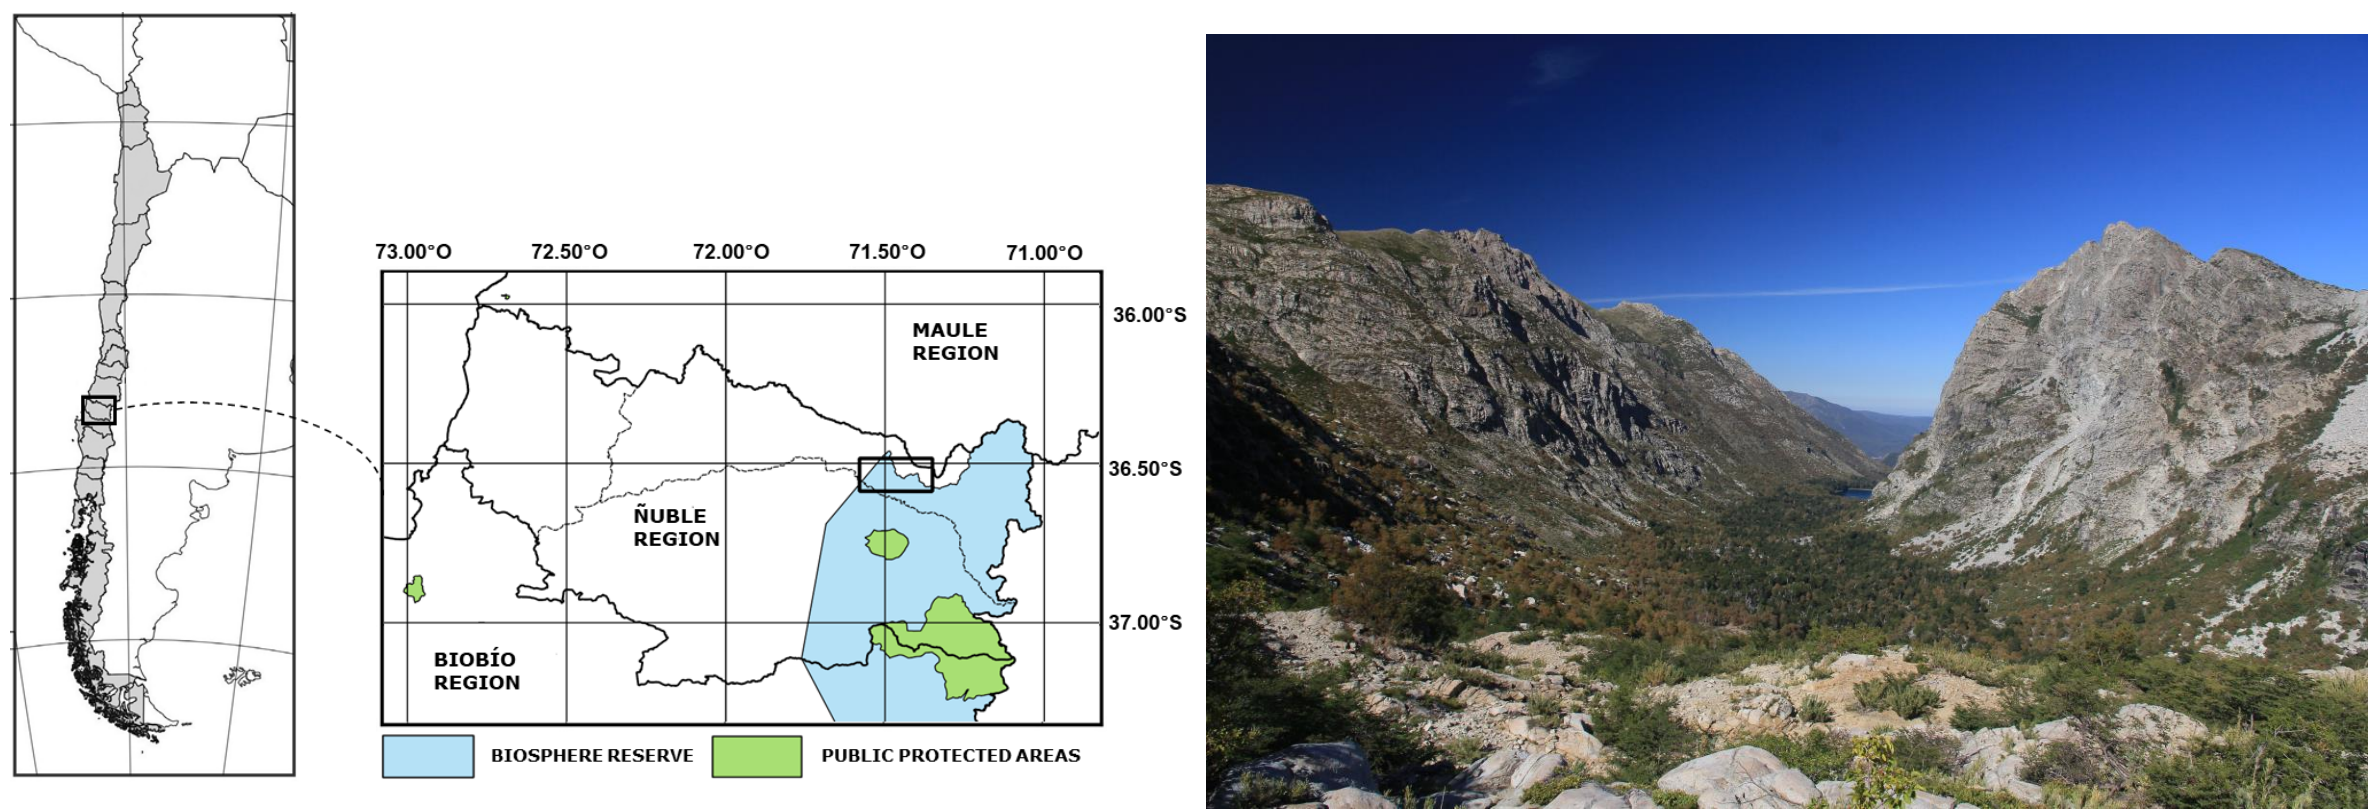 73.00°O 72.50°O 72.00°O 71.50°O 71.00°O
36.00°S
MAULE
REGION
36.50°S
ÑUBLE
REGION
37.00°S
BIOBÍO
REGION
BIOSPHERE RESERVE
PUBLIC PROTECTED AREAS